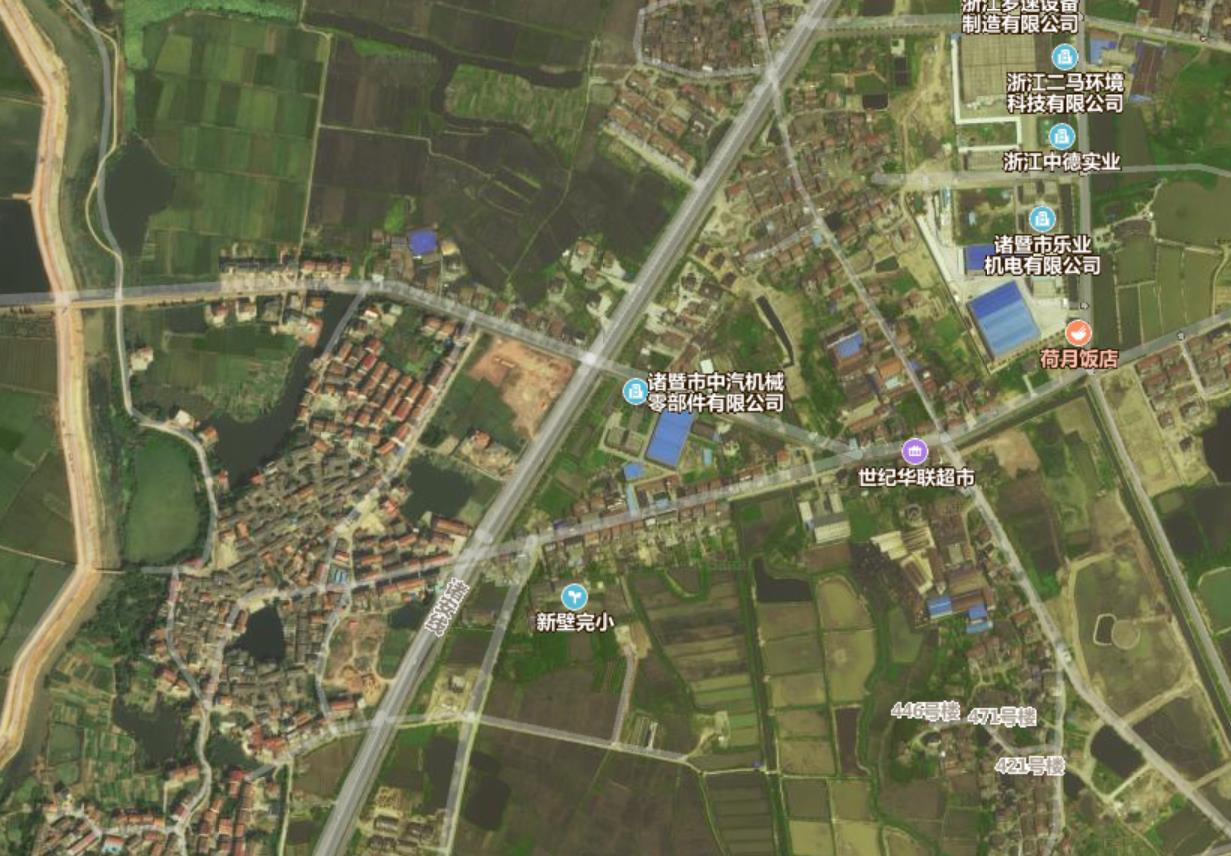 浙江罗速设备
制造有限公司
浙江二马环境
科技有限公司
浙江中德实业
诸暨市乐业
机电有限公司
荷月饭店
诸暨市中汽机械
零部件有限公司
世纪华联超市
新壁完小
446号楼
471号楼
421号楼